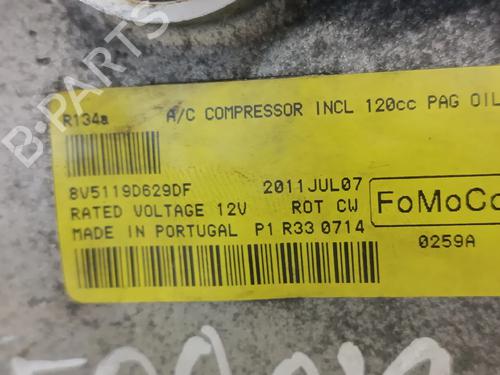 B-PARTS
R134a A/C COMPRESSOR INCL 120cc PAG OIL
8V5119D629DF 2011JUL07
RATED VOLTAGE 12V ROT CW
FoMoCo
MADE IN PORTUGAL P1 R33 0714
0259A